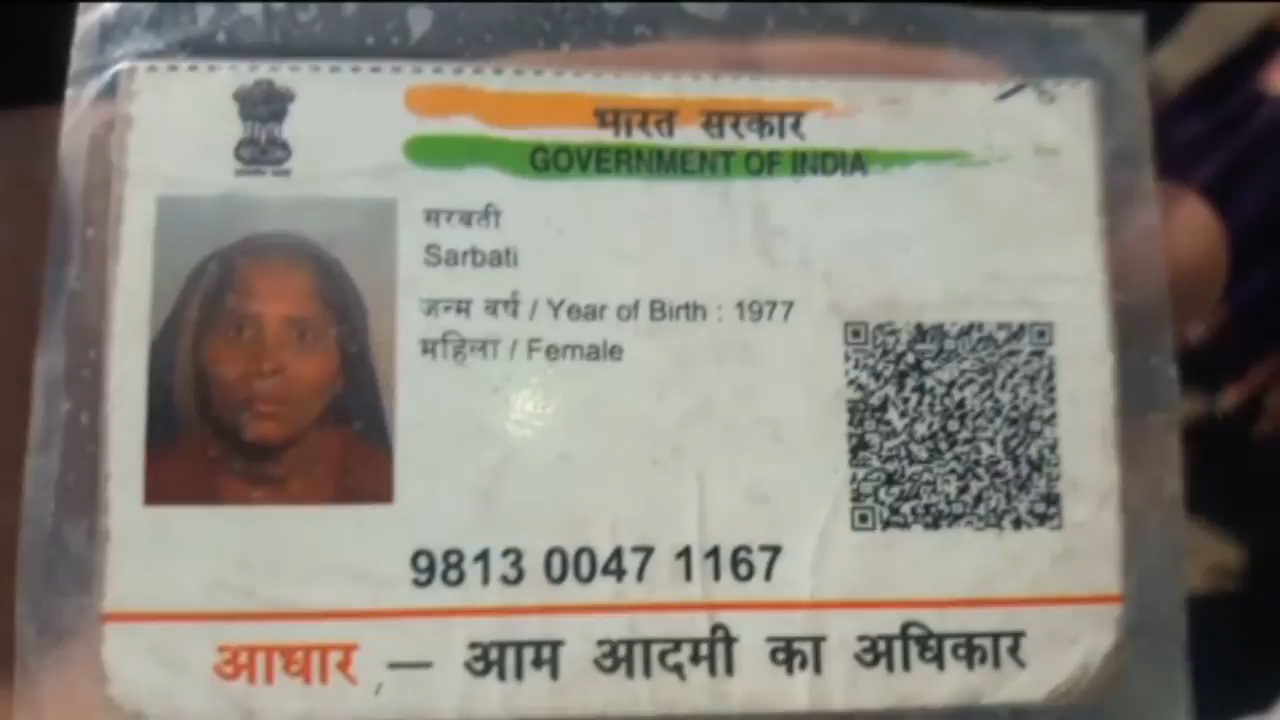 भारत सरकार
GOVERNMENT OF INDIA
सरबती
Sarbati
जन्म वर्ष / Year of Birth : 1977
महिला / Female
9813 0047 1167
आधार – आम आदमी का अधिकार